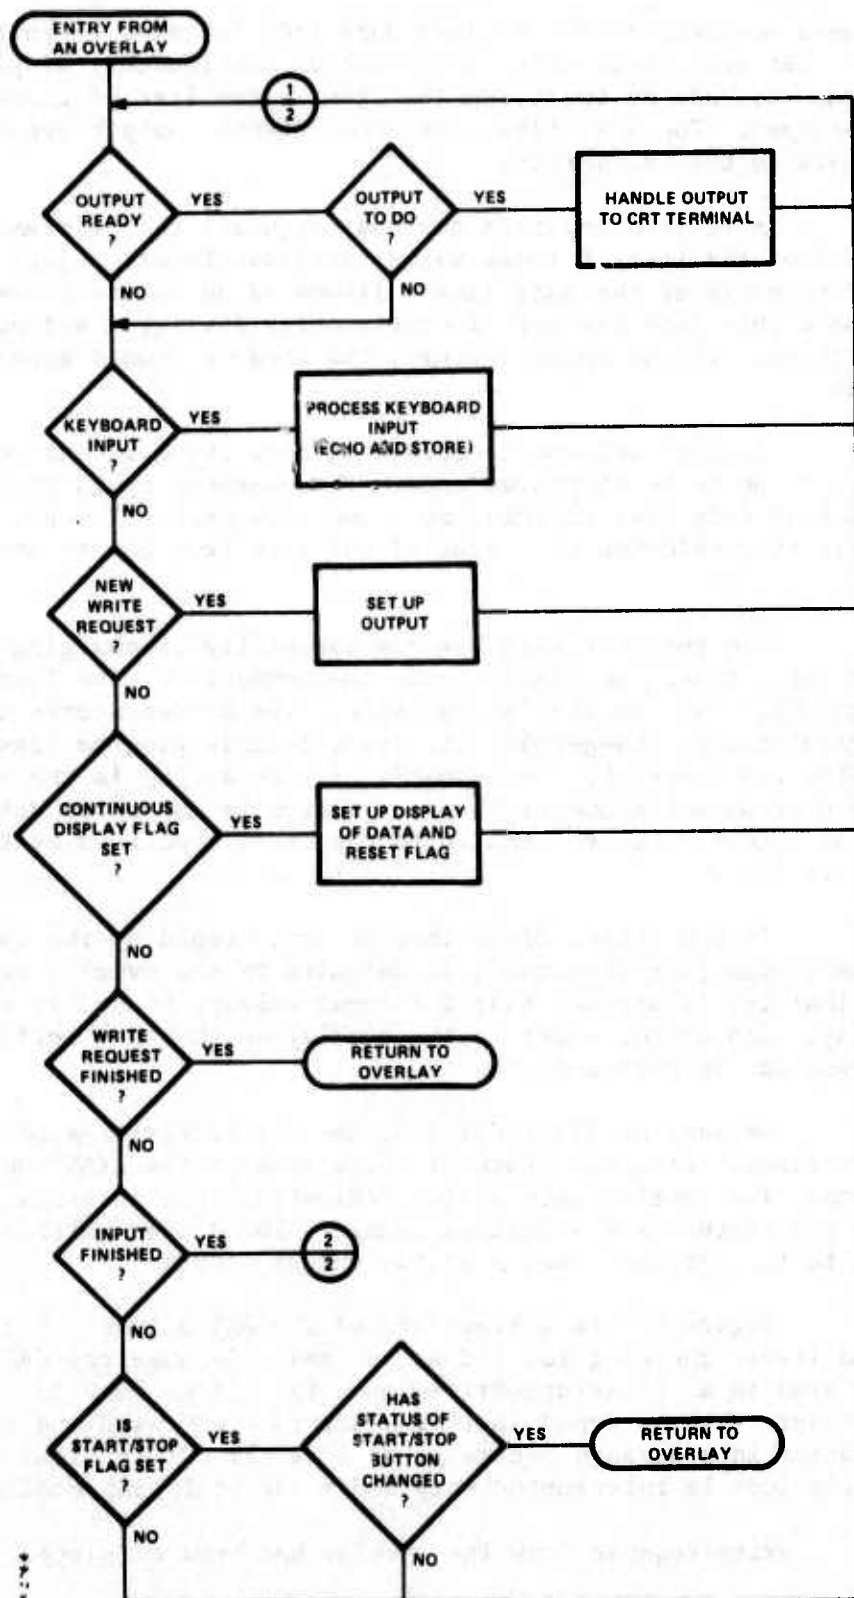 ENTRY FROM
AN OVERLAY
1
2
OUTPUT
READY
?
YES
OUTPUT
TO DO
?
YES
HANDLE OUTPUT
TO CRT TERMINAL
NO
NO
KEYBOARD
INPUT
?
YES
PROCESS KEYBOARD
INPUT
(ECHO AND STORE)
NO
NEW
WRITE
REQUEST
?
YES
SET UP
OUTPUT
NO
CONTINUOUS
DISPLAY FLAG
SET
?
YES
SET UP DISPLAY
OF DATA AND
RESET FLAG
NO
WRITE
REQUEST
FINISHED
?
YES
RETURN TO
OVERLAY
NO
INPUT
FINISHED
?
YES
2
2
NO
IS
START/STOP
FLAG SET
?
YES
HAS
STATUS OF
START/STOP
BUTTON
CHANGED
?
YES
RETURN TO
OVERLAY
NO
NO